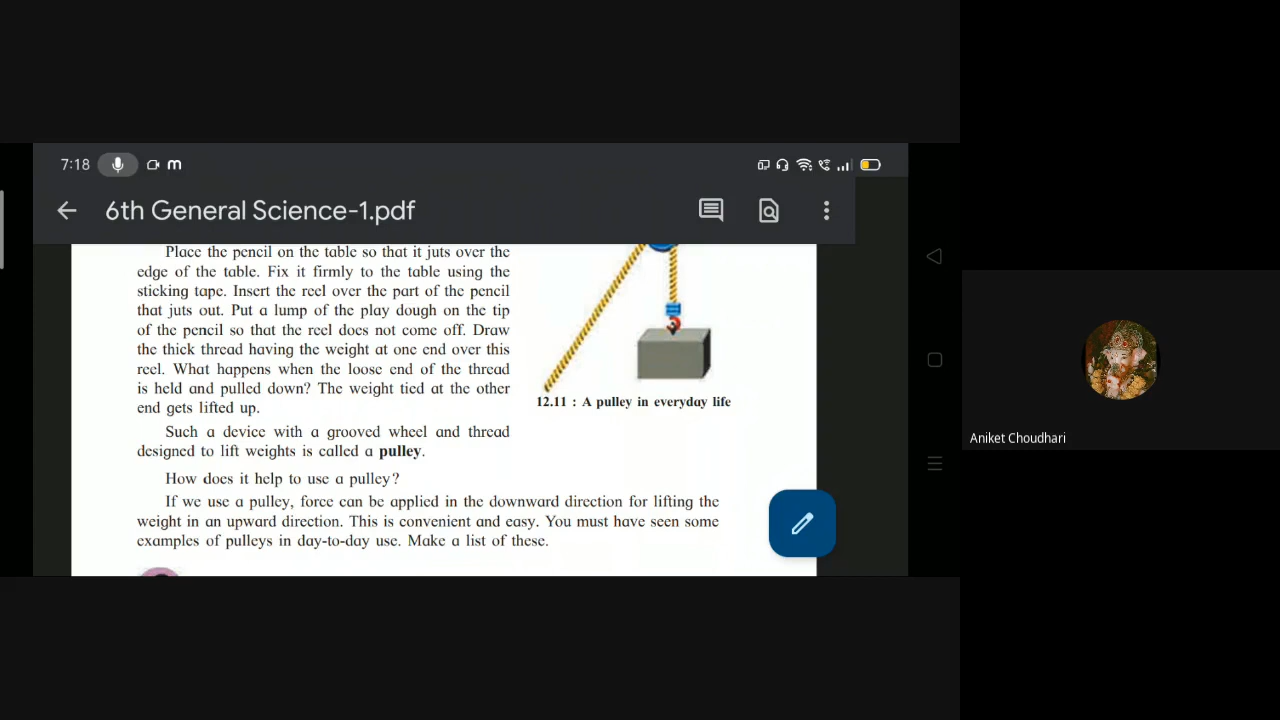 7:18
6th General Science-1.pdf
Place the pencil on the table so that it juts over the
edge of the table. Fix it firmly to the table using the
sticking tape. Insert the reel over the part of the pencil
that juts out. Put a lump of the play dough on the tip
of the pencil so that the reel does not come off. Draw
the thick thread having the weight at one end over this
reel. What happens when the loose end of the thread
is held and pulled down? The weight tied at the other
end gets lifted up.
12.11 : A pulley in everyday life
Such a device with a grooved wheel and thread
designed to lift weights is called a pulley.
How does it help to use a pulley?
If we use a pulley, force can be applied in the downward direction for lifting the
weight in an upward direction. This is convenient and easy. You must have seen some
examples of pulleys in day-to-day use. Make a list of these.
Aniket Choudhari